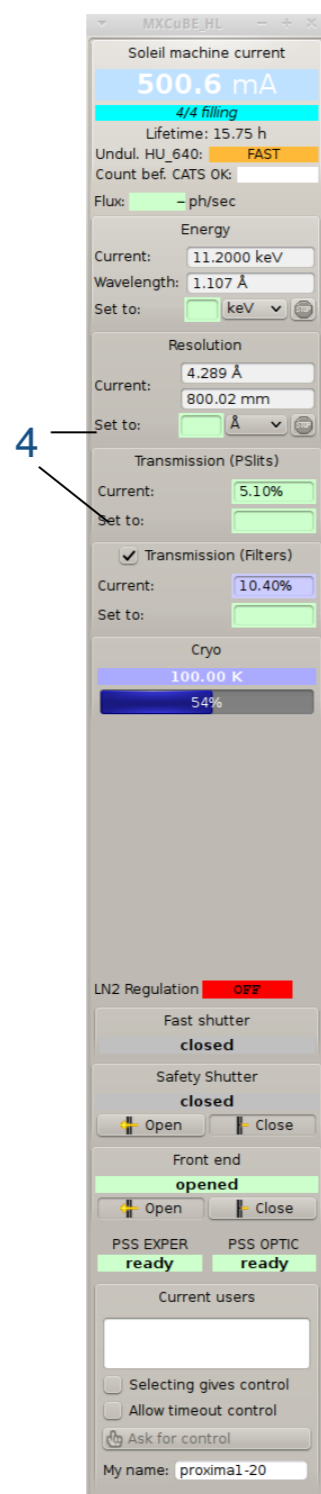 MXCuBE_HL
Soleil machine current
500.6 mA
4/4 filling
Lifetime: 15.75 h
Undul. HU_640: FAST
Count bef. CATS OK:
Flux: – ph/sec
Energy
Current: 11.2000 keV
Wavelength: 1.107 Å
Set to: keV STOP
Resolution
Current: 4.289 Å
800.02 mm
Set to: Å STOP
4
Transmission (PSlits)
Current: 5.10%
Set to:
Transmission (Filters)
Current: 10.40%
Set to:
Cryo
100.00 K
54%
LN2 Regulation OFF
Fast shutter
closed
Safety Shutter
closed
Open Close
Front end
opened
Open Close
PSS EXPER PSS OPTIC
ready ready
Current users
Selecting gives control
Allow timeout control
Ask for control
My name: proxima1-20